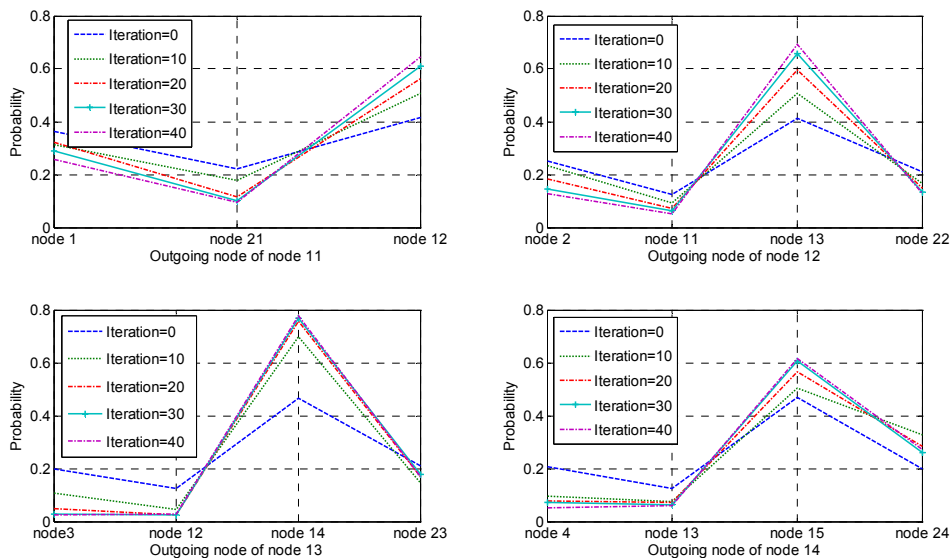 0.8
0.6
0.4
0.2
0
Probability
Iteration=0
Iteration=10
Iteration=20
Iteration=30
Iteration=40
node 1
node 21
node 12
Outgoing node of node 11
0.8
0.6
0.4
0.2
0
Probability
Iteration=0
Iteration=10
Iteration=20
Iteration=30
Iteration=40
node 2
node 11
node 13
node 22
Outgoing node of node 12
0.8
0.6
0.4
0.2
0
Probability
Iteration=0
Iteration=10
Iteration=20
Iteration=30
Iteration=40
node3
node 12
node 14
node 23
Outgoing node of node 13
0.8
0.6
0.4
0.2
0
Probability
Iteration=0
Iteration=10
Iteration=20
Iteration=30
Iteration=40
node 4
node 13
node 15
node 24
Outgoing node of node 14